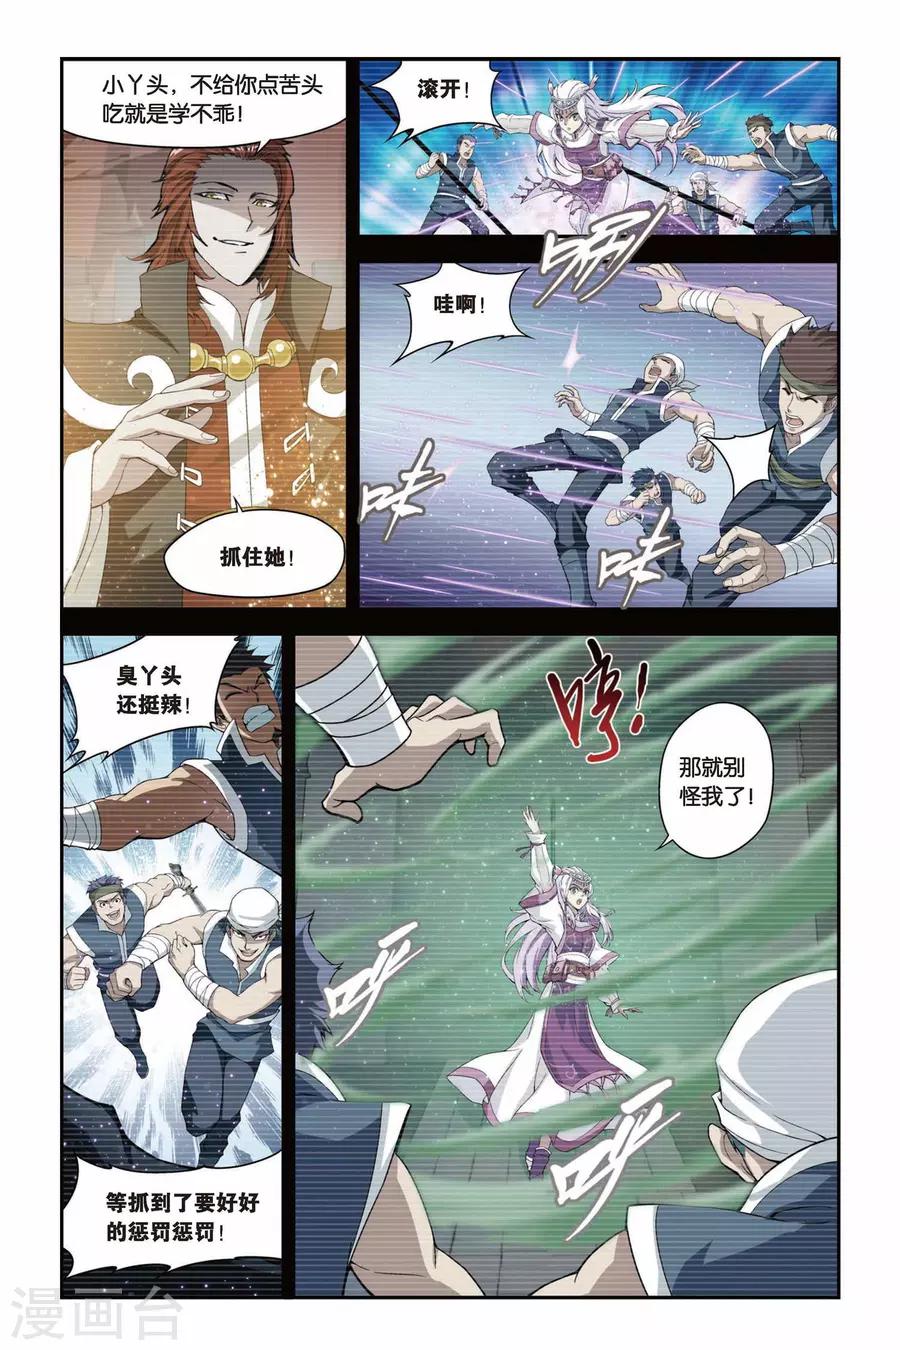 小丫头，不给你点苦头
吃就是学不乖！
抓住她！
滚开！
唰
哇啊！
咻
咻
臭丫头
还挺辣！
等抓到了要好好
的惩罚惩罚！
哼！
那就别
怪我了！
呼
呼
漫画台